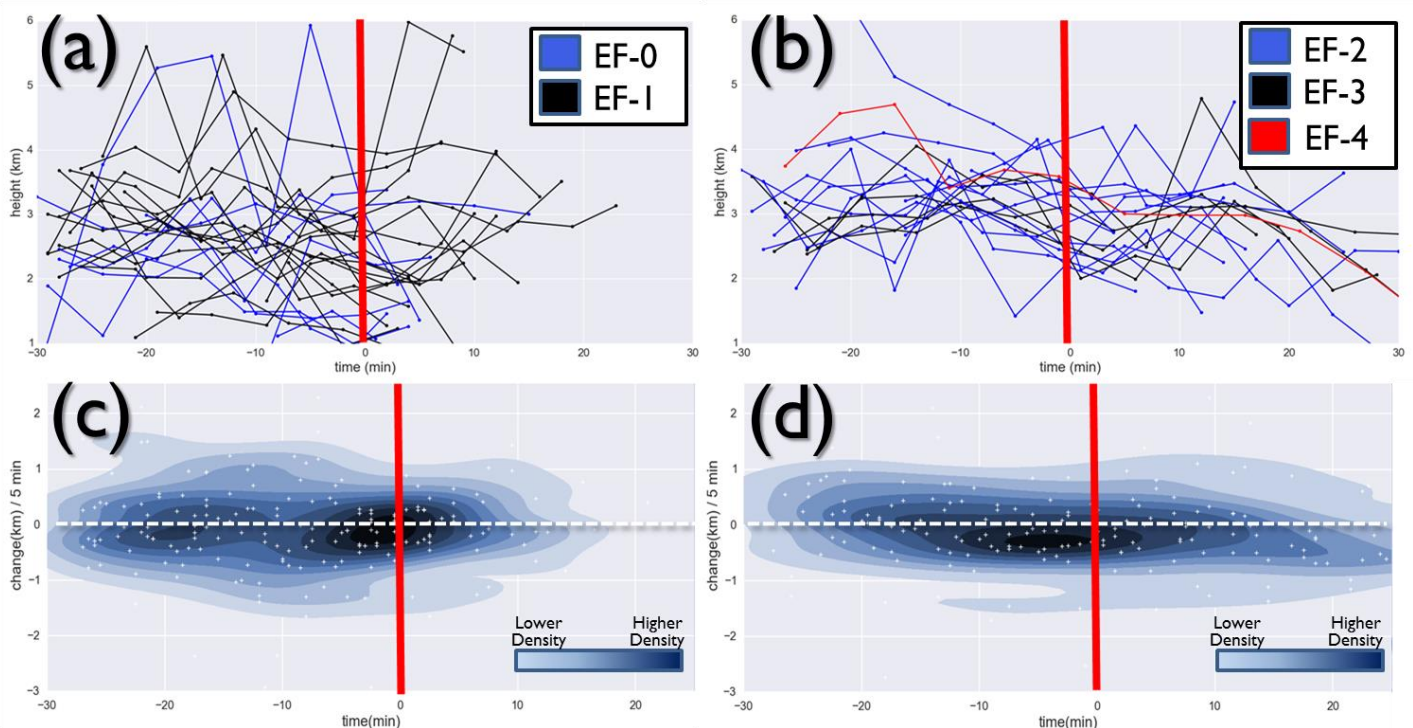 (a)
EF-0
EF-1
height (km)
6
5
4
3
2
1
−30
−20
−10
0
10
20
30
time (min)
(b)
EF-2
EF-3
EF-4
height (km)
6
5
4
3
2
1
−30
−20
−10
0
10
20
30
time (min)
(c)
change(km) / 5 min
2
1
0
−1
−2
−3
Lower Density
Higher Density
−30
−20
−10
0
10
20
time(min)
(d)
change(km) / 5 min
2
1
0
−1
−2
−3
Lower Density
Higher Density
−30
−20
−10
0
10
20
time(min)